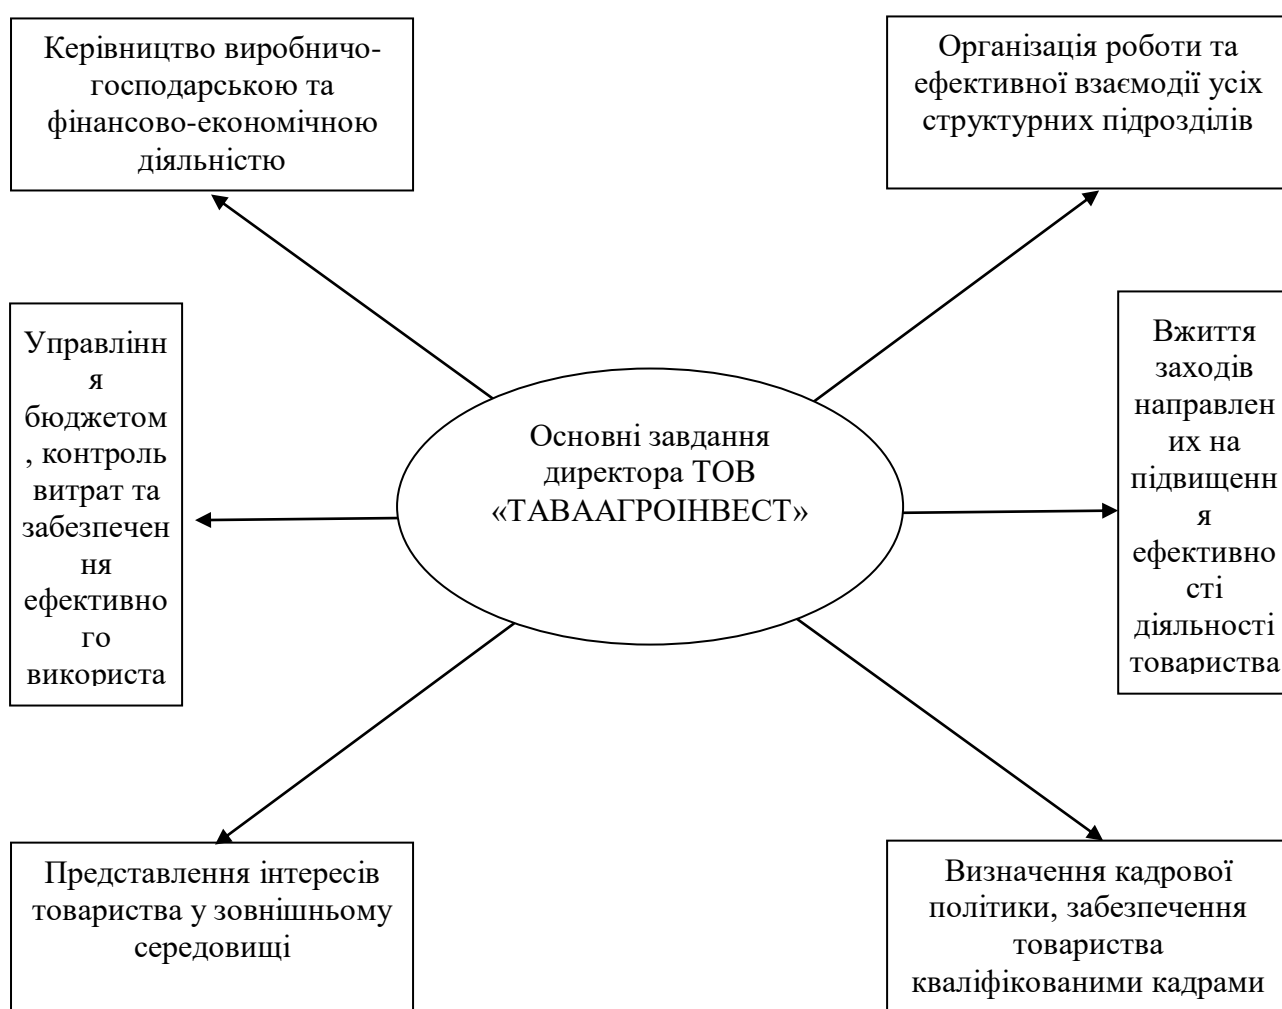 Керівництво виробничо-
господарською та
фінансово-економічною
діяльністю
Організація роботи та
ефективної взаємодії усіх
структурних підрозділів
Управлінн
я
бюджетом
, контроль
витрат та
забезпечен
ня
ефективно
го
використа
Основні завдання
директора ТОВ
«ТАВААГРОІНВЕСТ»
Вжиття
заходів
направлен
их на
підвищенн
я
ефективно
сті
діяльності
товариства
Представлення інтересів
товариства у зовнішньому
середовищі
Визначення кадрової
політики, забезпечення
товариства
кваліфікованими кадрами